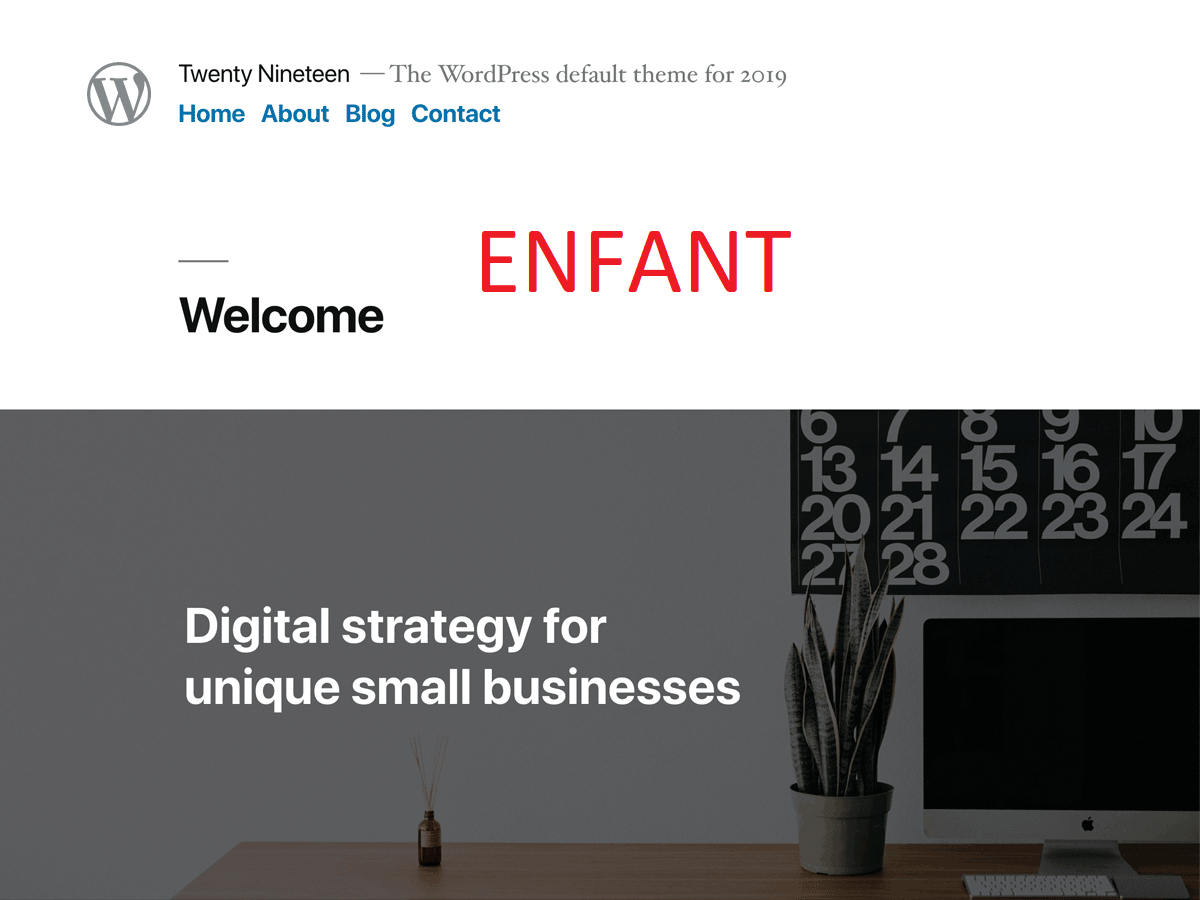 Twenty Nineteen — The WordPress default theme for 2019
Home About Blog Contact
ENFANT
Welcome
6 7 8 9 10
13 14 15 16 17
20 21 22 23 24
27 28
Digital strategy for
unique small businesses